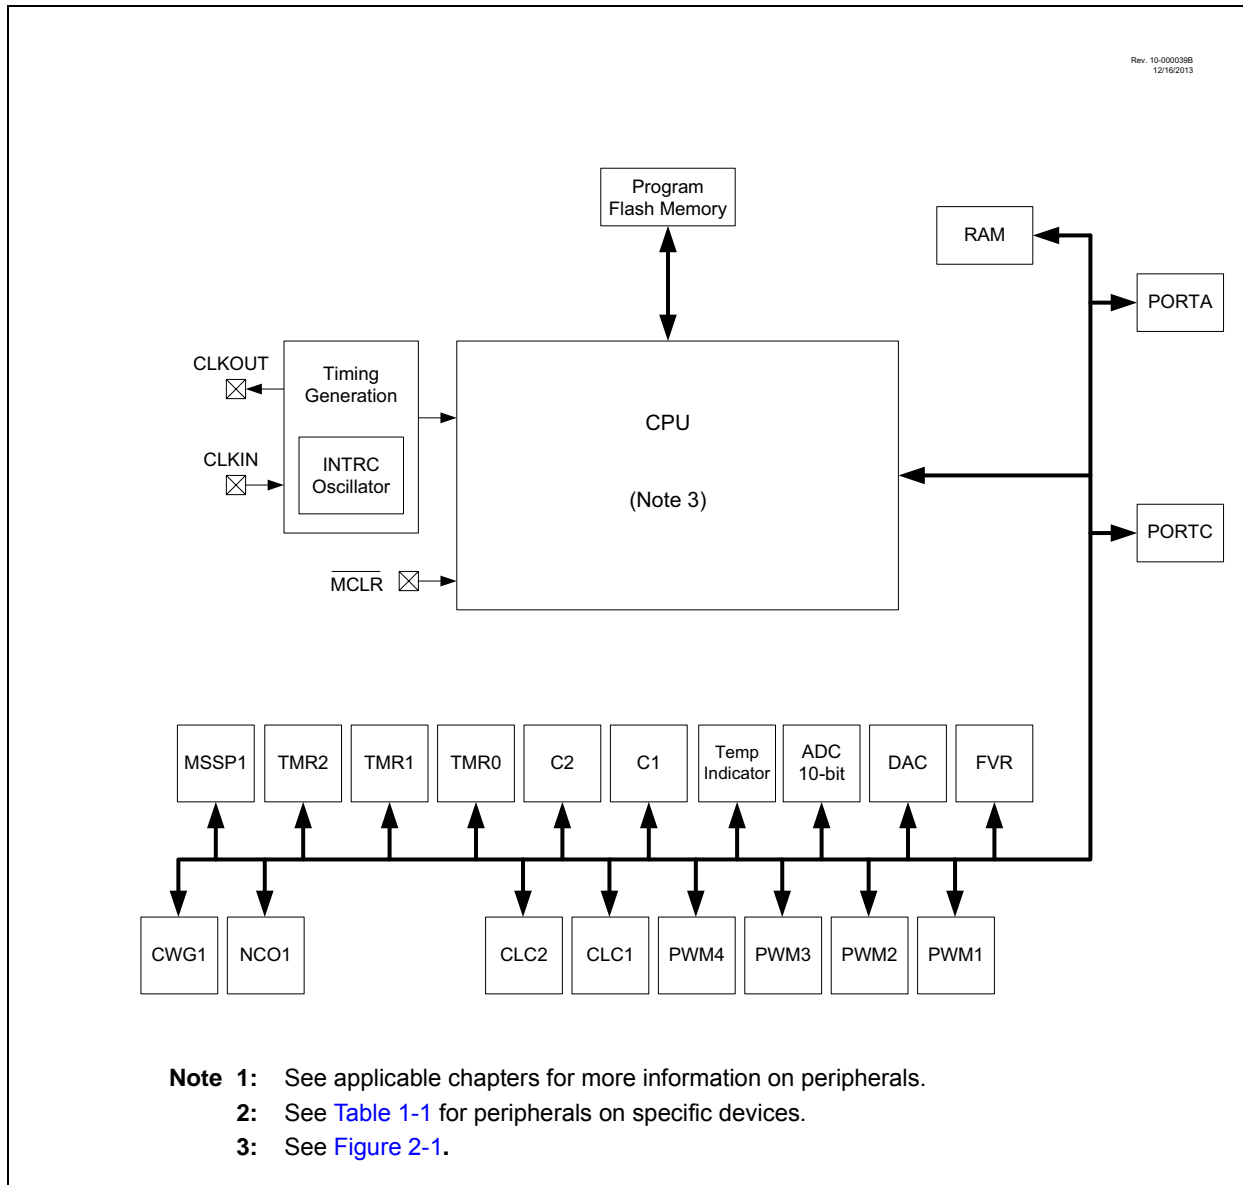 Rev. 10-000039B
12/16/2013
Program
Flash Memory
RAM
PORTA
CLKOUT
Timing
Generation
CPU
CLKIN
INTRC
Oscillator
(Note 3)
PORTC
MCLR
MSSP1
TMR2
TMR1
TMR0
C2
C1
Temp
Indicator
ADC
10-bit
DAC
FVR
CWG1
NCO1
CLC2
CLC1
PWM4
PWM3
PWM2
PWM1
Note 1: See applicable chapters for more information on peripherals.
2: See Table 1-1 for peripherals on specific devices.
3: See Figure 2-1.